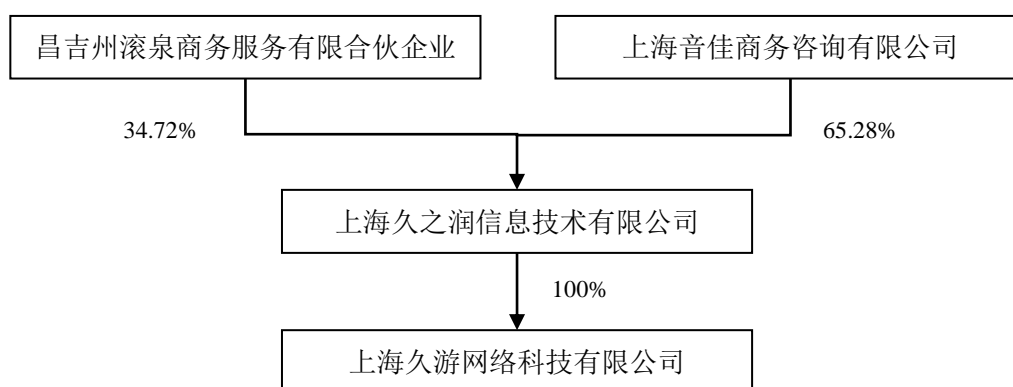 昌吉州滚泉商务服务有限合伙企业
上海音佳商务咨询有限公司
34.72%
65.28%
上海久之润信息技术有限公司
100%
上海久游网络科技有限公司